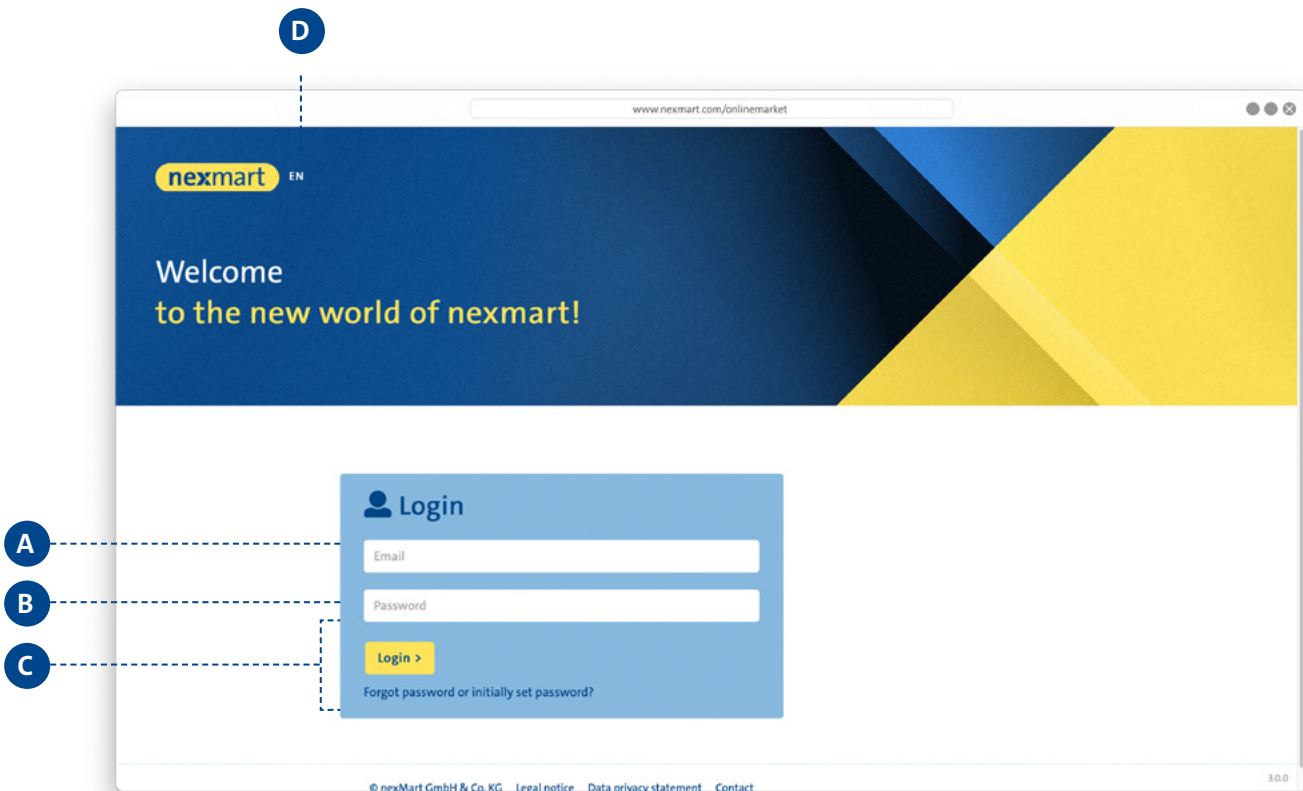 D
www.nexmart.com/onlinemarket
nexmart EN
Welcome
to the new world of nexmart!
Login
A
Email
B
Password
C
Login >
Forgot password or initially set password?
© nexMart GmbH & Co. KG Legal notice Data privacy statement Contact
3.0.0